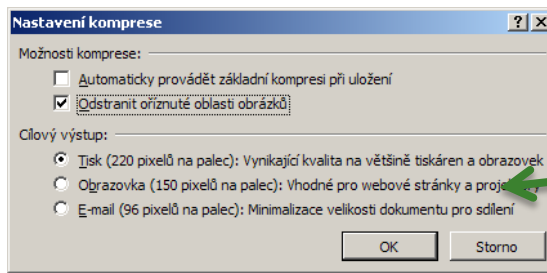 Nastavení komprese
Možnosti komprese:
Automaticky provádět základní kompresi při uložení
Odstranit oříznuté oblasti obrázků
Cílový výstup:
Tisk (220 pixelů na palec): Vynikající kvalita na většině tiskáren a obrazovek
Obrazovka (150 pixelů na palec): Vhodné pro webové stránky a projektory
E-mail (96 pixelů na palec): Minimalizace velikosti dokumentu pro sdílení
OK Storno